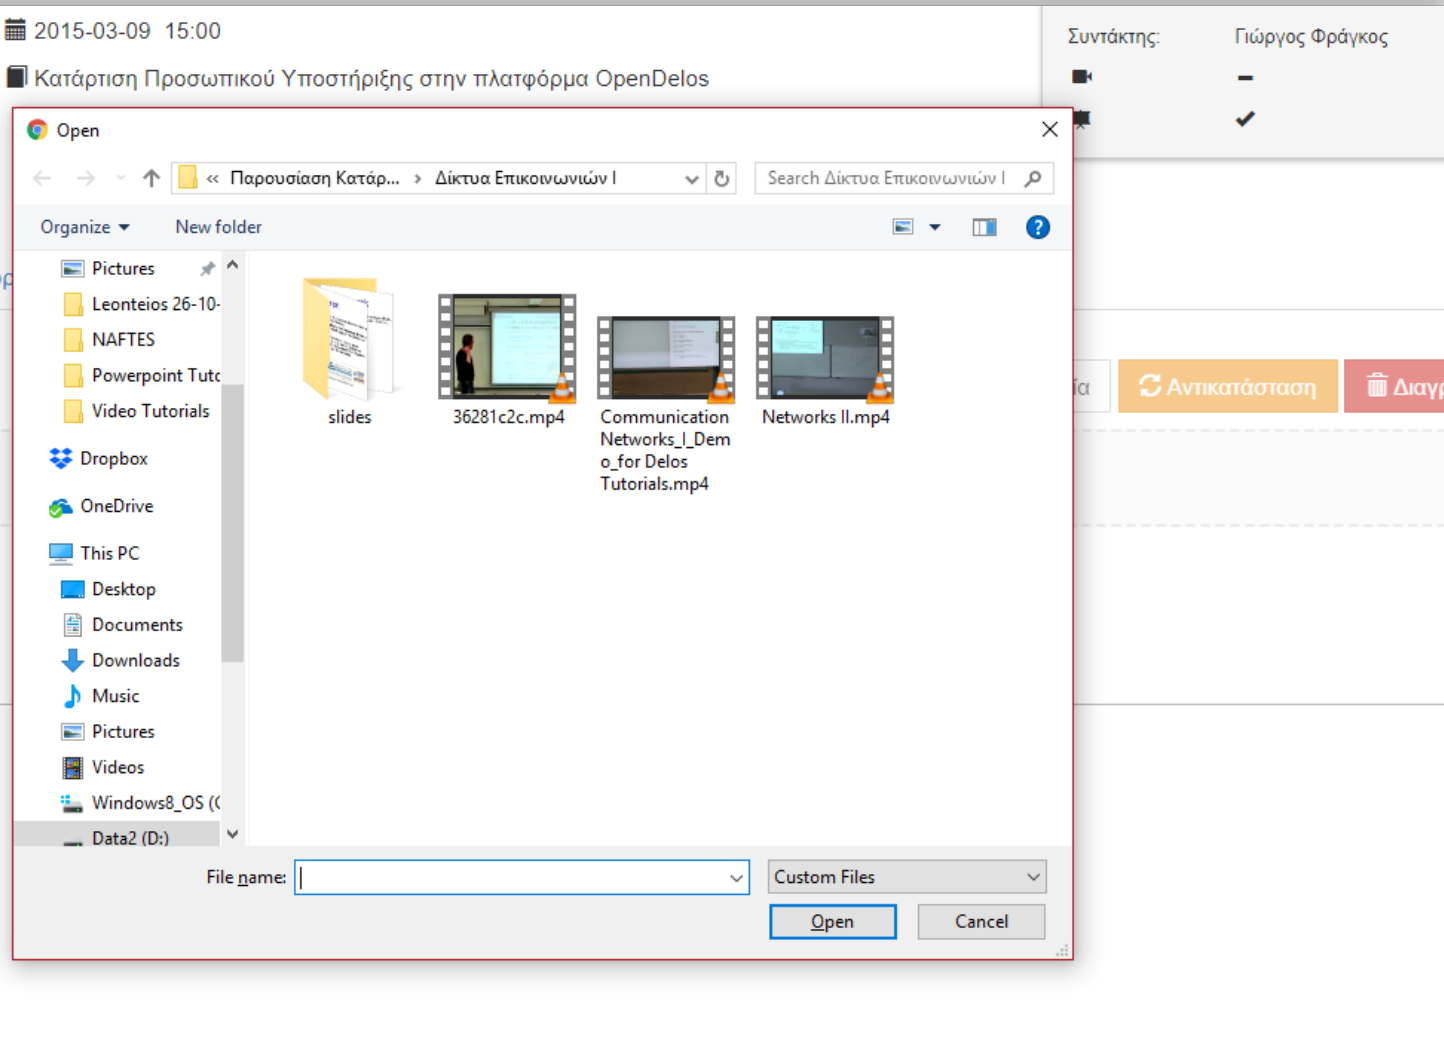 2015-03-09 15:00
Συντάκτης: Γιώργος Φράγκος
Κατάρτιση Προσωπικού Υποστήριξης στην πλατφόρμα OpenDelos
Open
« Παρουσίαση Κατάρ... › Δίκτυα Επικοινωνιών Ι
Search Δίκτυα Επικοινωνιών Ι
Organize New folder
Pictures
Leonteios 26-10-
NAFTES
Powerpoint Tuto
Video Tutorials
Dropbox
OneDrive
This PC
Desktop
Documents
Downloads
Music
Pictures
Videos
Windows8_OS (C
Data2 (D:)
slides
36281c2c.mp4
Communication
Networks_I_Dem
o_for Delos
Tutorials.mp4
Networks II.mp4
ία
Αντικατάσταση
Διαγρ
File name:
Custom Files
Open
Cancel